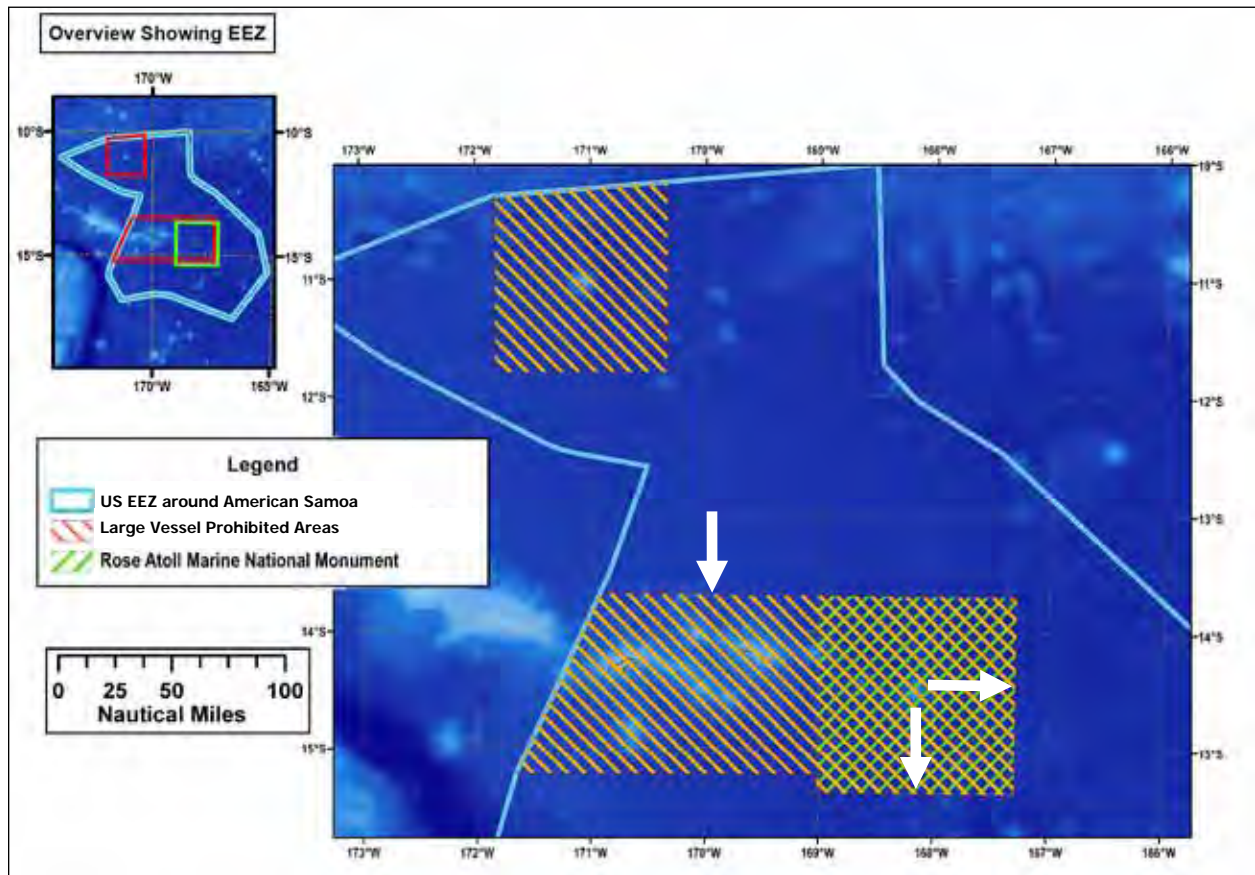 Overview Showing EEZ
170°W
10°S 10°S
15°S 15°S
170°W 165°W
173°W 172°W 171°W 170°W 169°W 168°W 167°W 166°W
10°S
11°S 11°S
12°S 12°S
Legend
US EEZ around American Samoa
Large Vessel Prohibited Areas
Rose Atoll Marine National Monument
13°S
14°S 14°S
0 25 50 100
Nautical Miles
15°S 15°S
173°W 172°W 171°W 170°W 169°W 168°W 167°W 166°W